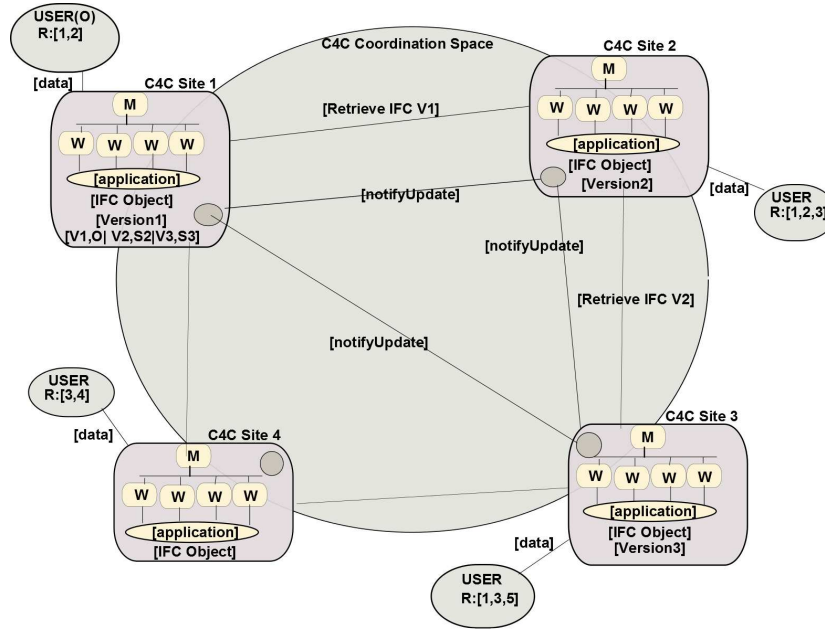 USER(O)
R:[1,2]
C4C Coordination Space
C4C Site 2
[data]
C4C Site 1
M
M
W W W W
[Retrieve IFC V1]
W W W W
[application]
[application]
[IFC Object]
[Version2]
[IFC Object]
[Version1]
[V1,O| V2,S2|V3,S3]
[notifyUpdate]
[data]
USER
R:[1,2,3]
[notifyUpdate]
[Retrieve IFC V2]
[notifyUpdate]
USER
R:[3,4]
[data]
C4C Site 4
M
W W W W
[application]
[IFC Object]
C4C Site 3
M
W W W W
[application]
[IFC Object]
[Version3]
[data]
USER
R:[1,3,5]